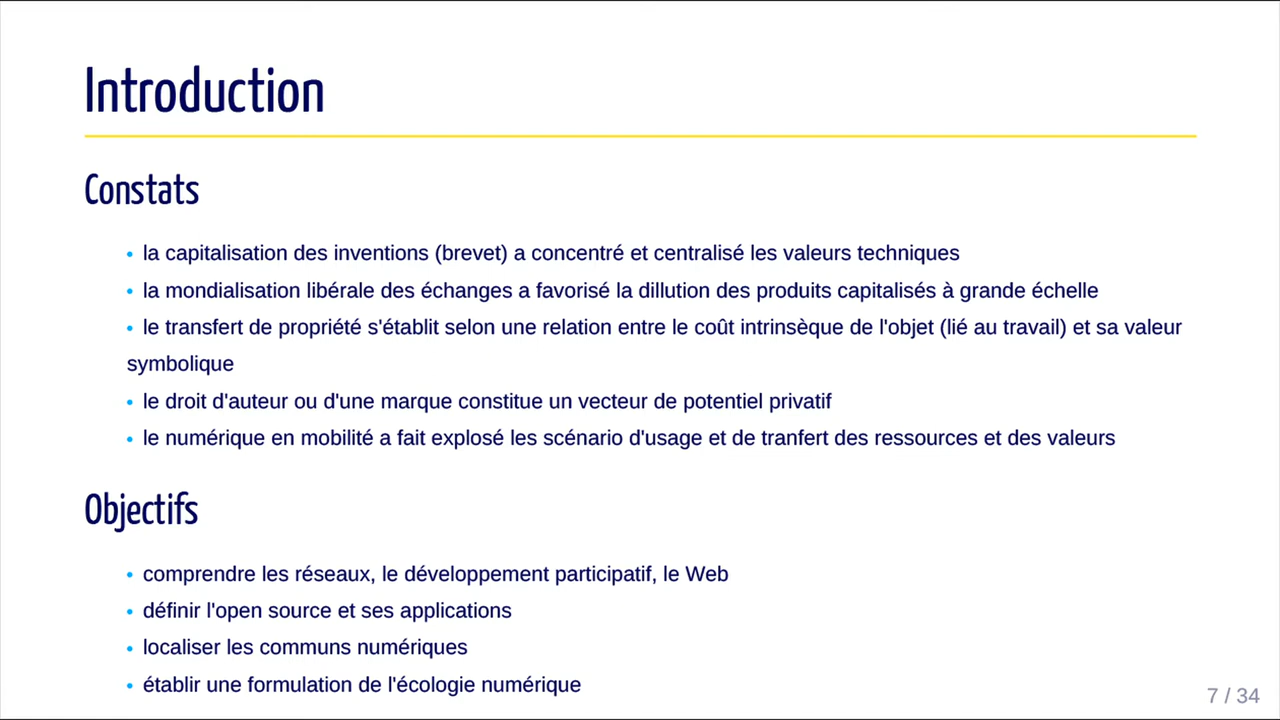 Introduction
Constats
• la capitalisation des inventions (brevet) a concentré et centralisé les valeurs techniques
• la mondialisation libérale des échanges a favorisé la dillution des produits capitalisés à grande échelle
• le transfert de propriété s'établit selon une relation entre le coût intrinsèque de l'objet (lié au travail) et sa valeur
symbolique
• le droit d'auteur ou d'une marque constitue un vecteur de potentiel privatif
• le numérique en mobilité a fait explosé les scénario d'usage et de tranfert des ressources et des valeurs
Objectifs
• comprendre les réseaux, le développement participatif, le Web
• définir l'open source et ses applications
• localiser les communs numériques
• établir une formulation de l'écologie numérique
7 / 34